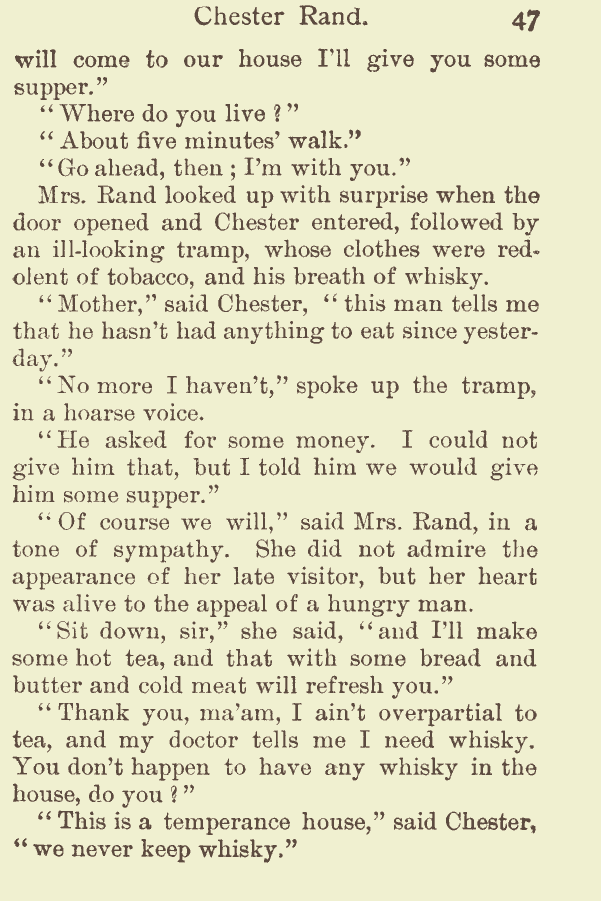 Chester Rand. 47
will come to our house I'll give you some
supper."
"Where do you live?"
"About five minutes' walk."
"Go ahead, then; I'm with you."
Mrs. Rand looked up with surprise when the
door opened and Chester entered, followed by
an ill-looking tramp, whose clothes were red-
olent of tobacco, and his breath of whisky.
"Mother," said Chester, "this man tells me
that he hasn't had anything to eat since yester-
day."
"No more I haven't," spoke up the tramp,
in a hoarse voice.
"He asked for some money. I could not
give him that, but I told him we would give
him some supper."
"Of course we will," said Mrs. Rand, in a
tone of sympathy. She did not admire the
appearance of her late visitor, but her heart
was alive to the appeal of a hungry man.
"Sit down, sir," she said, "and I'll make
some hot tea, and that with some bread and
butter and cold meat will refresh you."
"Thank you, ma'am, I ain't overpartial to
tea, and my doctor tells me I need whisky.
You don't happen to have any whisky in the
house, do you?"
"This is a temperance house," said Chester,
"we never keep whisky."